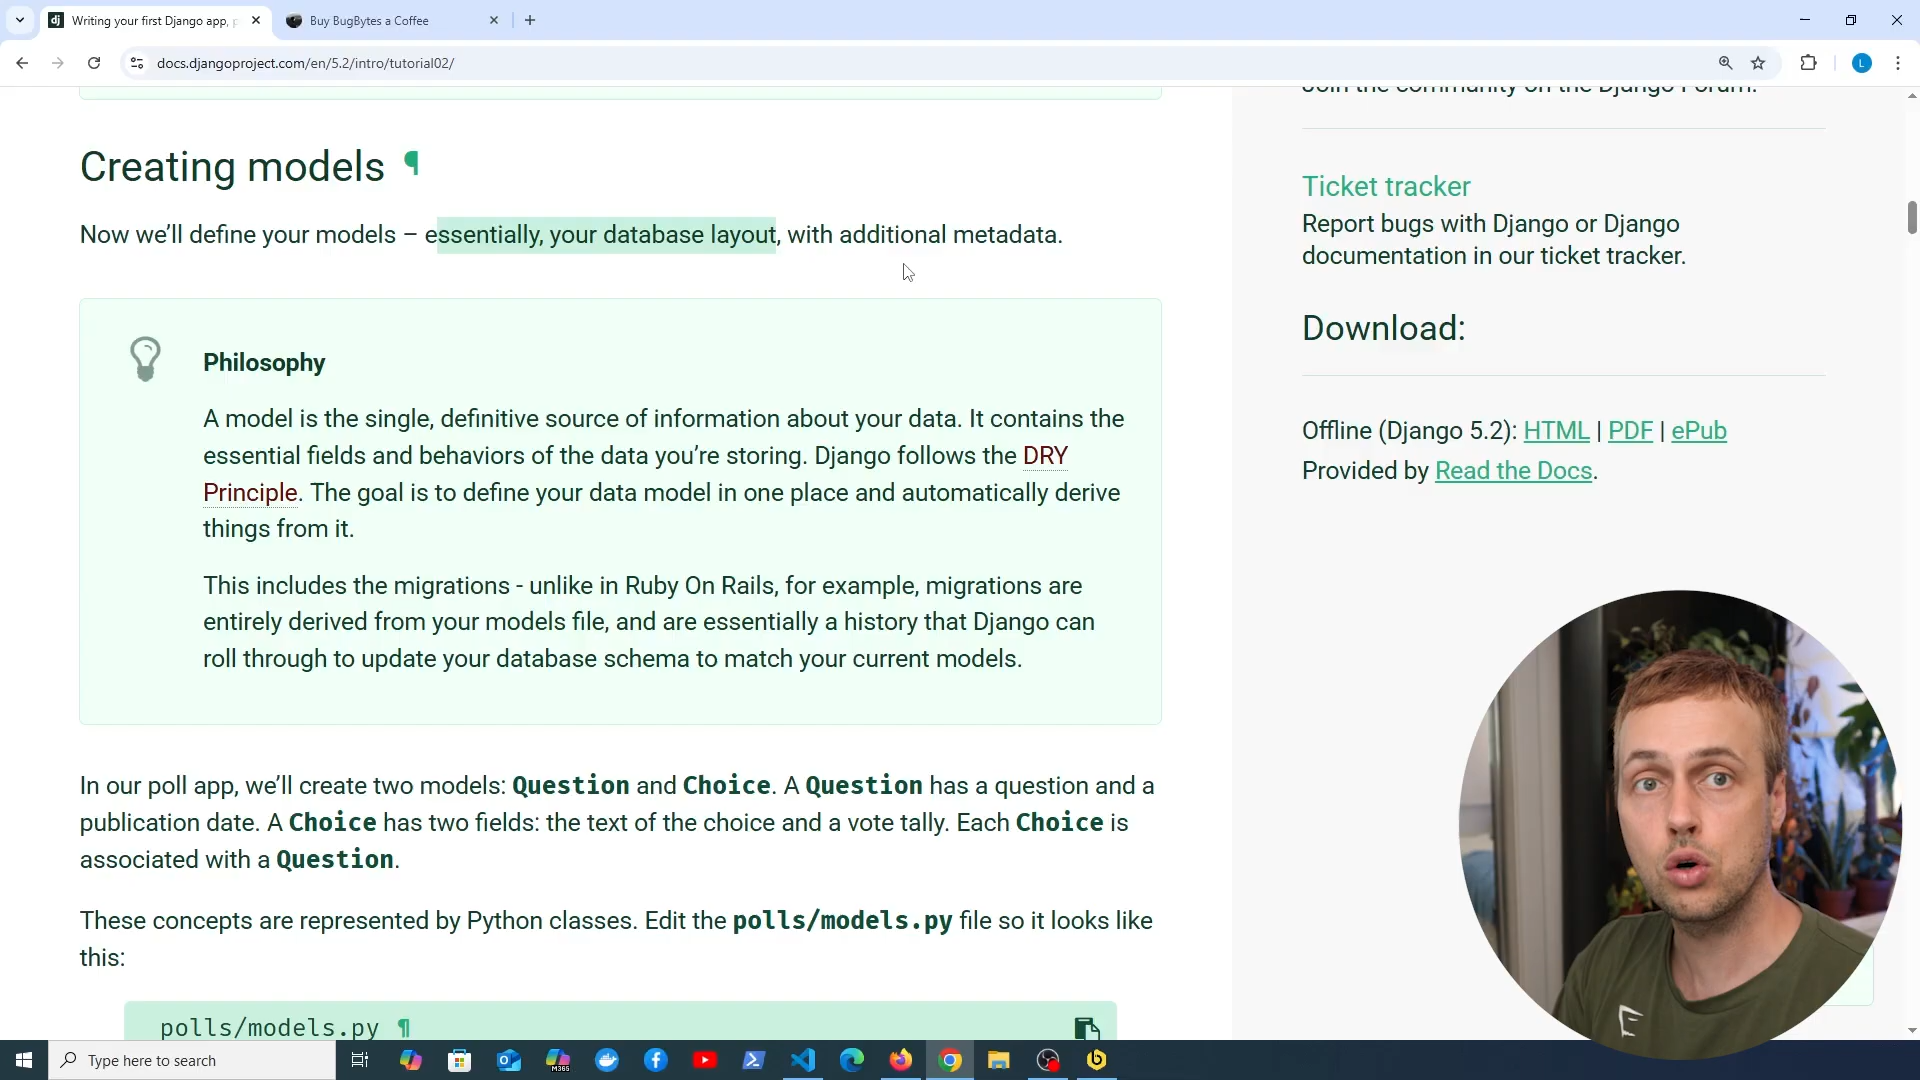 Writing your first Django app, p
Buy BugBytes a Coffee
docs.djangoproject.com/en/5.2/intro/tutorial02/
L
Creating models ¶
Now we’ll define your models – essentially, your database layout, with additional metadata.
Philosophy
A model is the single, definitive source of information about your data. It contains the
essential fields and behaviors of the data you’re storing. Django follows the DRY
Principle. The goal is to define your data model in one place and automatically derive
things from it.
This includes the migrations - unlike in Ruby On Rails, for example, migrations are
entirely derived from your models file, and are essentially a history that Django can
roll through to update your database schema to match your current models.
In our poll app, we’ll create two models: Question and Choice. A Question has a question and a
publication date. A Choice has two fields: the text of the choice and a vote tally. Each Choice is
associated with a Question.
These concepts are represented by Python classes. Edit the polls/models.py file so it looks like
this:
polls/models.py ¶
Join the community on the Django Forum.
Ticket tracker
Report bugs with Django or Django
documentation in our ticket tracker.
Download:
Offline (Django 5.2): HTML | PDF | ePub
Provided by Read the Docs.
Type here to search